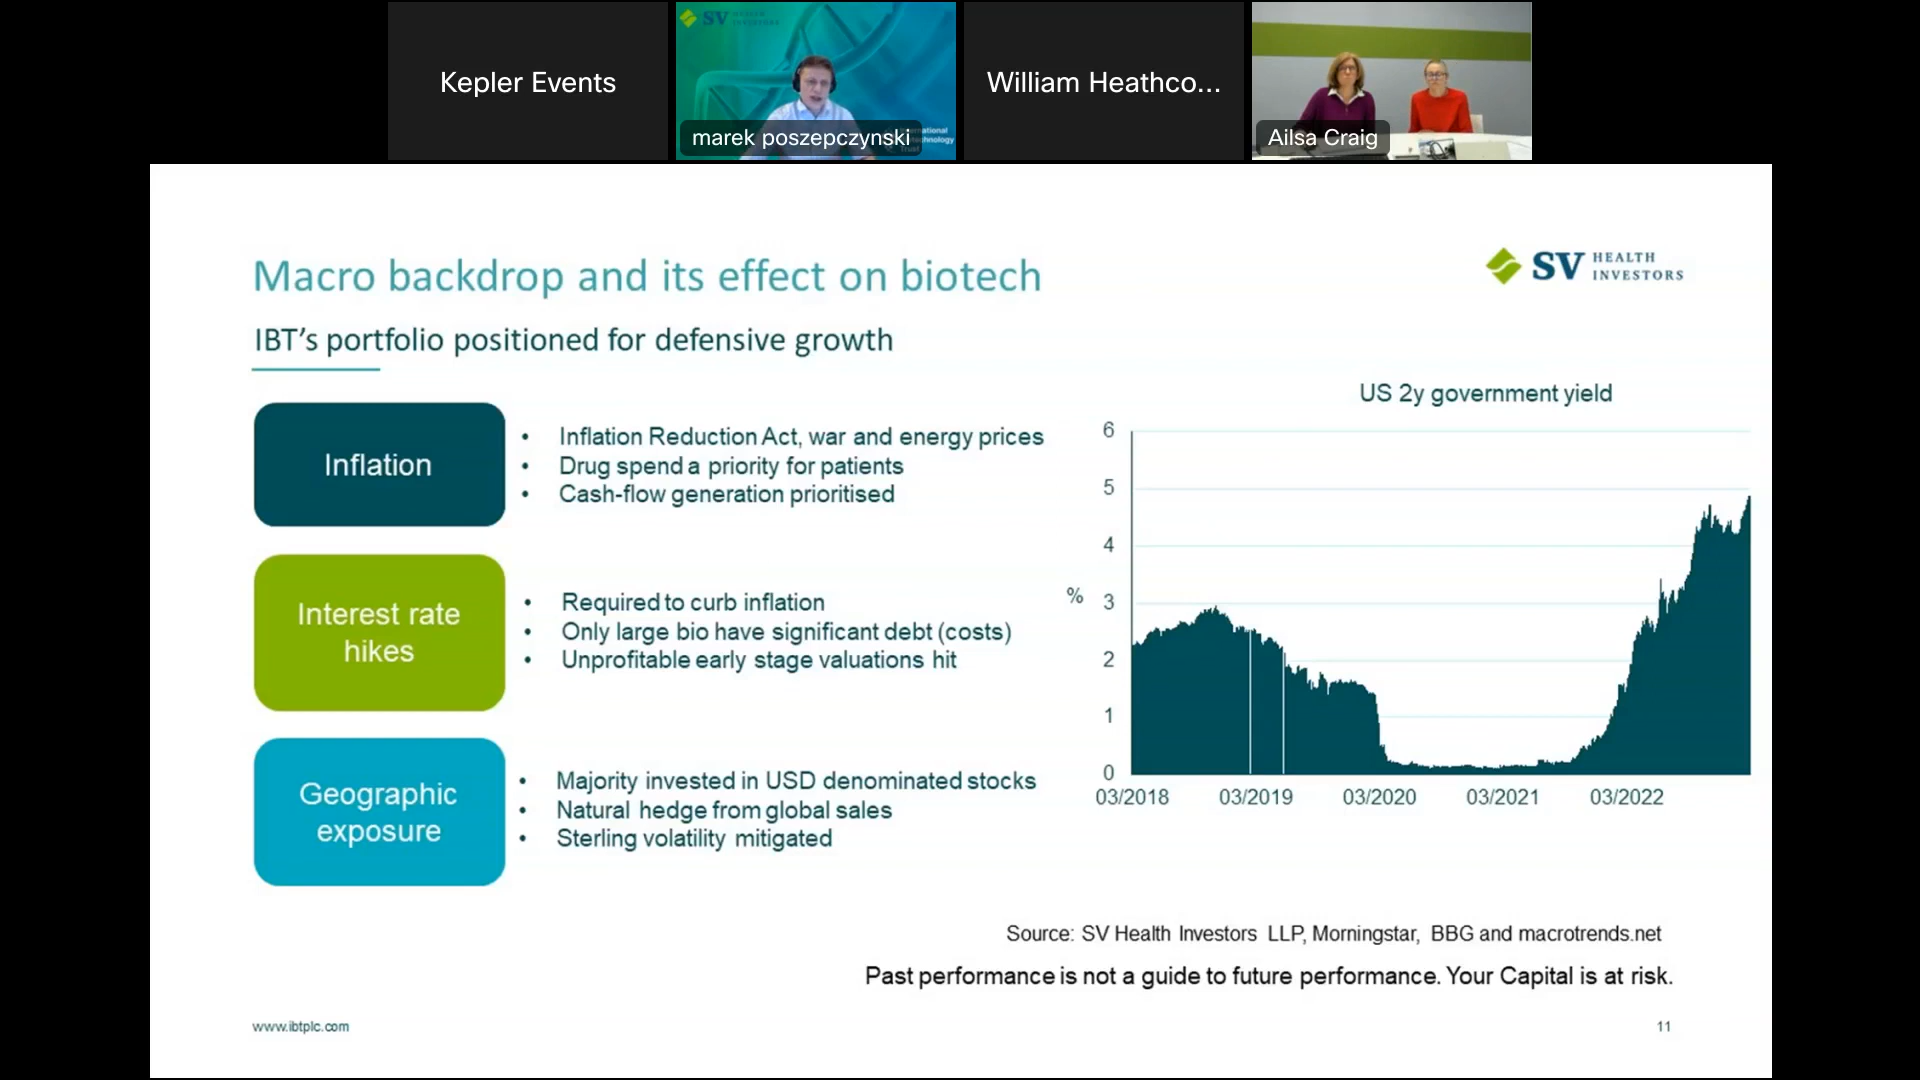 Kepler Events
SV HEALTH INVESTORS
marek poszepczynski
William Heathco...
Ailsa Craig
Macro backdrop and its effect on biotech
SV HEALTH
INVESTORS
IBT's portfolio positioned for defensive growth
Inflation
• Inflation Reduction Act, war and energy prices
• Drug spend a priority for patients
• Cash-flow generation prioritised
Interest rate
hikes
• Required to curb inflation
• Only large bio have significant debt (costs)
• Unprofitable early stage valuations hit
Geographic
exposure
• Majority invested in USD denominated stocks
• Natural hedge from global sales
• Sterling volatility mitigated
US 2y government yield
6
5
4
% 3
2
1
0
03/2018 03/2019 03/2020 03/2021 03/2022
Source: SV Health Investors LLP, Morningstar, BBG and macrotrends.net
Past performance is not a guide to future performance. Your Capital is at risk.
www.ibtplc.com
11